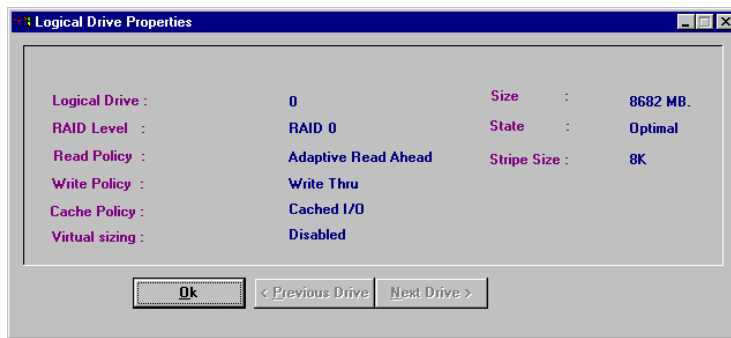 Logical Drive Properties
Logical Drive : 0 Size : 8682 MB.
RAID Level : RAID 0 State : Optimal
Read Policy : Adaptive Read Ahead Stripe Size : 8K
Write Policy : Write Thru
Cache Policy : Cached I/O
Virtual sizing : Disabled
Ok < Previous Drive Next Drive >